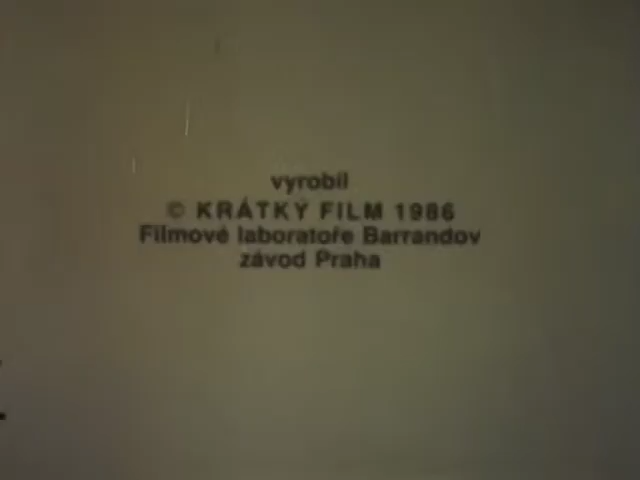 vyrobil
© KRÁTKÝ FILM 1986
Filmové laboratoře Barrandov
závod Praha